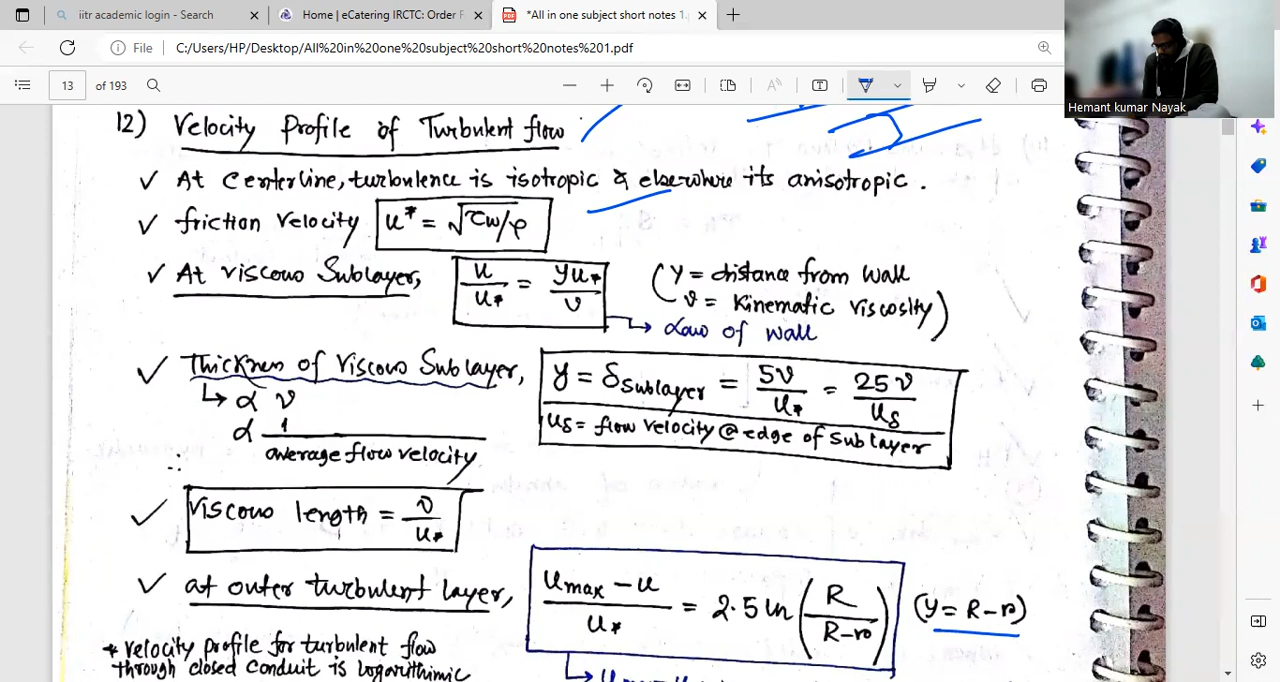 iitr academic login - Search
Home | eCatering IRCTC: Order F
*All in one subject short notes 1.p
File
C:/Users/HP/Desktop/All%20in%20one%20subject%20short%20notes%201.pdf
13 of 193
Hemant kumar Nayak
12) Velocity Profile of Turbulent flow
✓ At Centerline, turbulence is isotropic & elsewhere its anisotropic.
✓ friction Velocity u* = √τw/ρ
✓ At viscous Sublayer, u/u* = yu*/ν (y = distance from wall
ν = Kinematic viscosity)
↳ Law of wall
✓ Thickness of Viscous Sublayer, y = δsublayer = 5ν/u* = 25ν/uδ
↳ α ν
uδ = flow velocity @ edge of sublayer
α 1/average flow velocity
✓ Viscous length = ν/u*
✓ at outer turbulent layer, umax - u/u* = 2.5 ln (R/R-r) (y = R-r)
* velocity profile for turbulent flow
through closed conduit is logarithmic